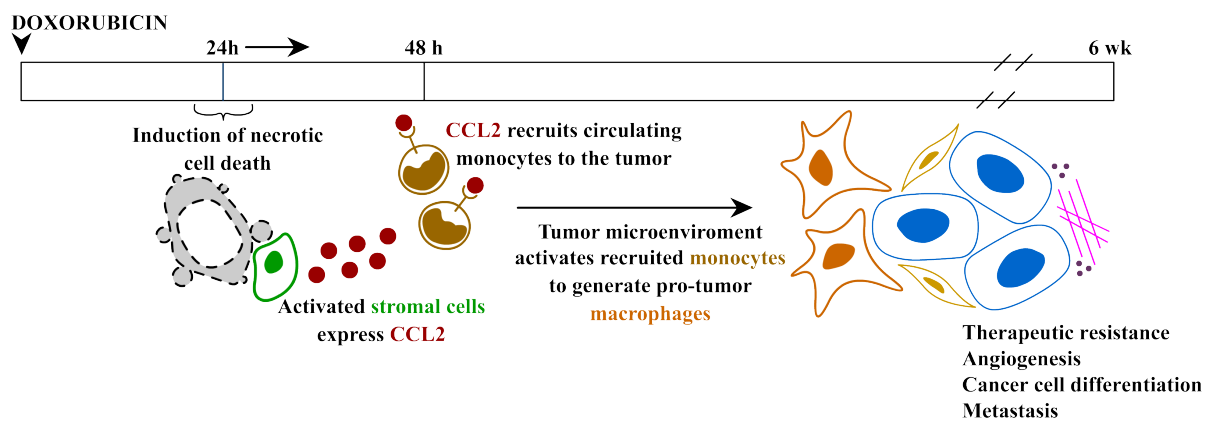 DOXORUBICIN
24h
48 h
6 wk
Induction of necrotic
cell death
CCL2 recruits circulating
monocytes to the tumor
Activated stromal cells
express CCL2
Tumor microenviroment
activates recruited monocytes
to generate pro-tumor
macrophages
Therapeutic resistance
Angiogenesis
Cancer cell differentiation
Metastasis